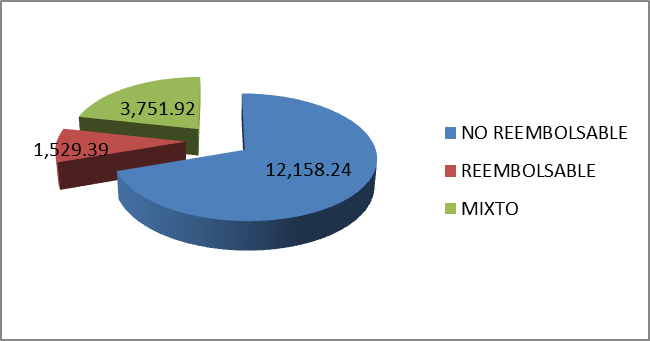 3,751.92
1,529.39
12,158.24
NO REEMBOLSABLE
REEMBOLSABLE
MIXTO